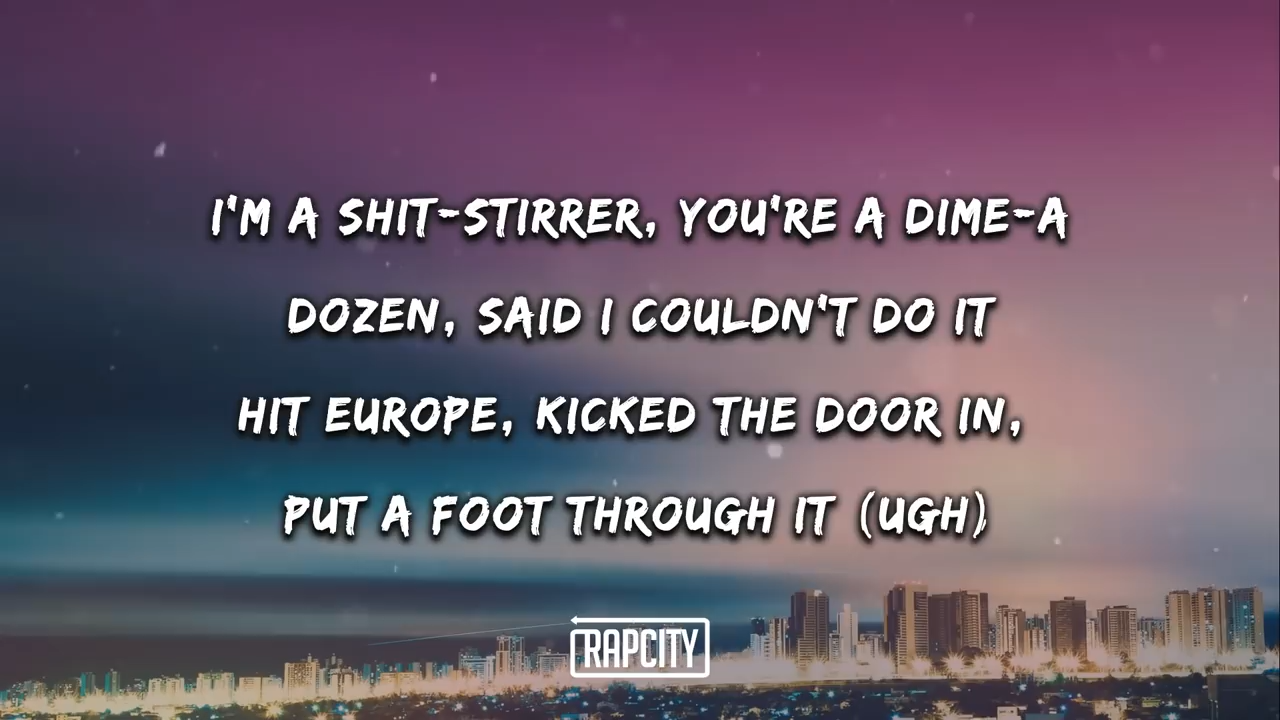 I'M A SHIT-STIRRER, YOU'RE A DIME-A
DOZEN, SAID I COULDN'T DO IT
HIT EUROPE, KICKED THE DOOR IN,
PUT A FOOT THROUGH IT (UGH)
RAPCITY